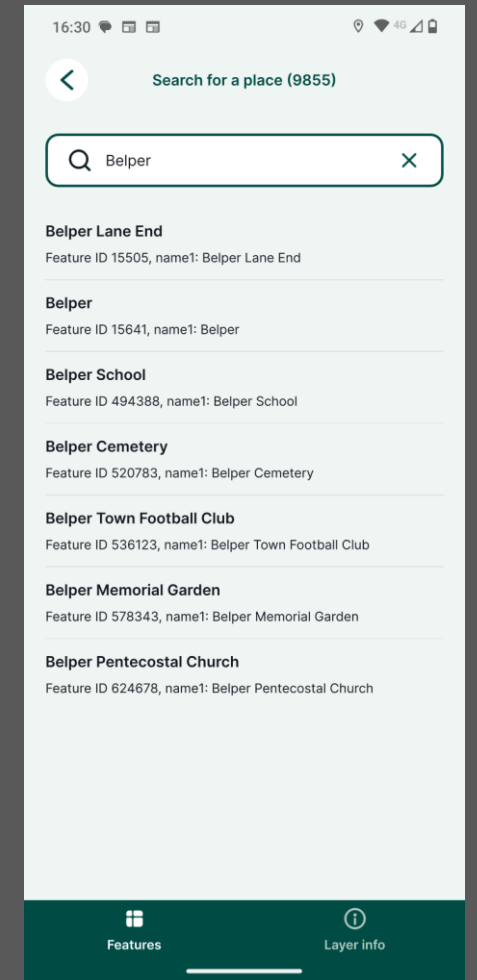 16:30
4G
Search for a place (9855)
Belper
Belper Lane End
Feature ID 15505, name1: Belper Lane End
Belper
Feature ID 15641, name1: Belper
Belper School
Feature ID 494388, name1: Belper School
Belper Cemetery
Feature ID 520783, name1: Belper Cemetery
Belper Town Football Club
Feature ID 536123, name1: Belper Town Football Club
Belper Memorial Garden
Feature ID 578343, name1: Belper Memorial Garden
Belper Pentecostal Church
Feature ID 624678, name1: Belper Pentecostal Church
Features
Layer info